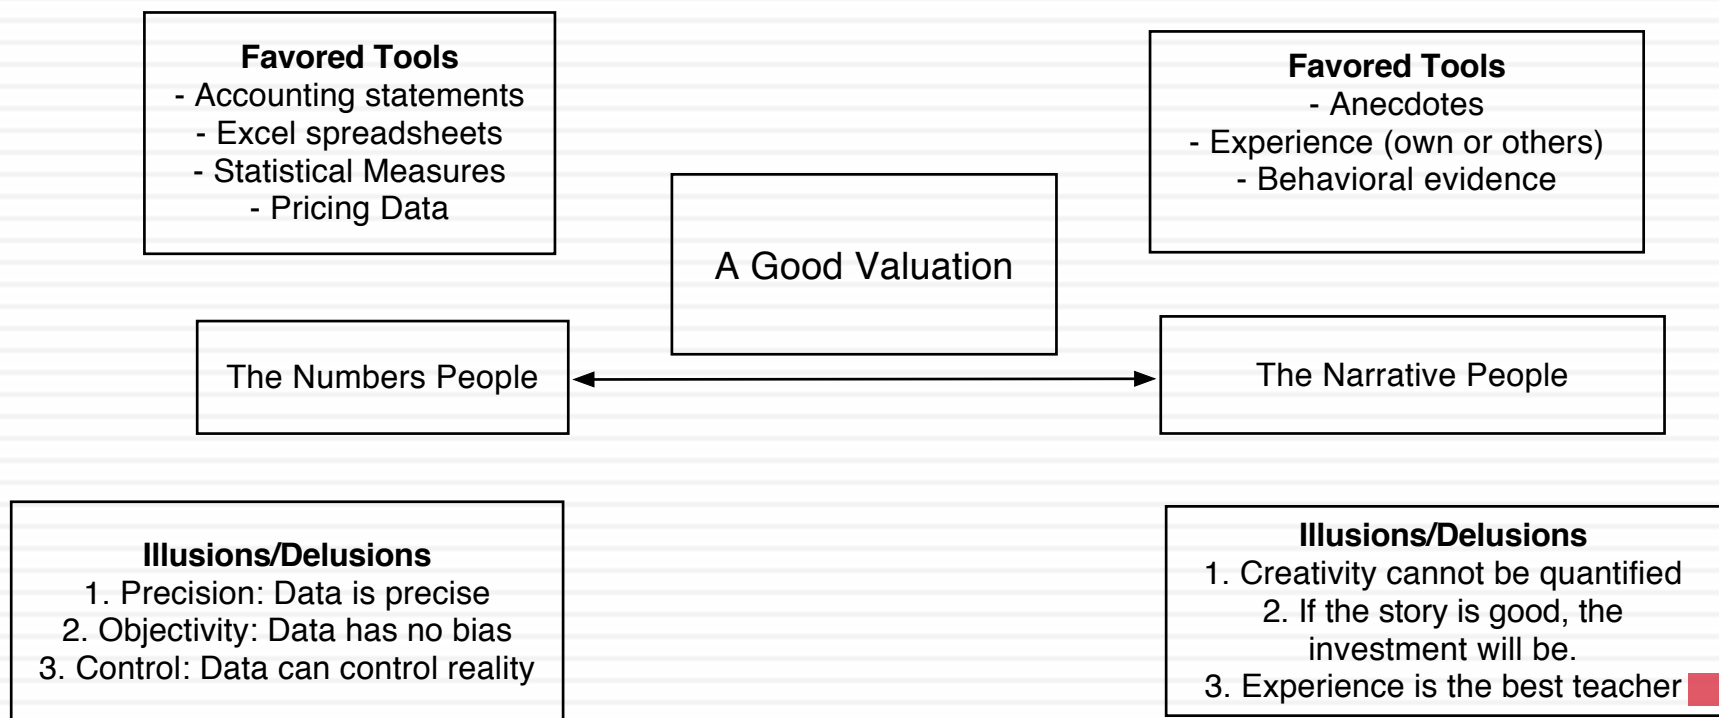 Favored Tools
- Accounting statements
- Excel spreadsheets
- Statistical Measures
- Pricing Data
Favored Tools
- Anecdotes
- Experience (own or others)
- Behavioral evidence
A Good Valuation
The Numbers People
The Narrative People
Illusions/Delusions
1. Precision: Data is precise
2. Objectivity: Data has no bias
3. Control: Data can control reality
Illusions/Delusions
1. Creativity cannot be quantified
2. If the story is good, the
investment will be.
3. Experience is the best teacher